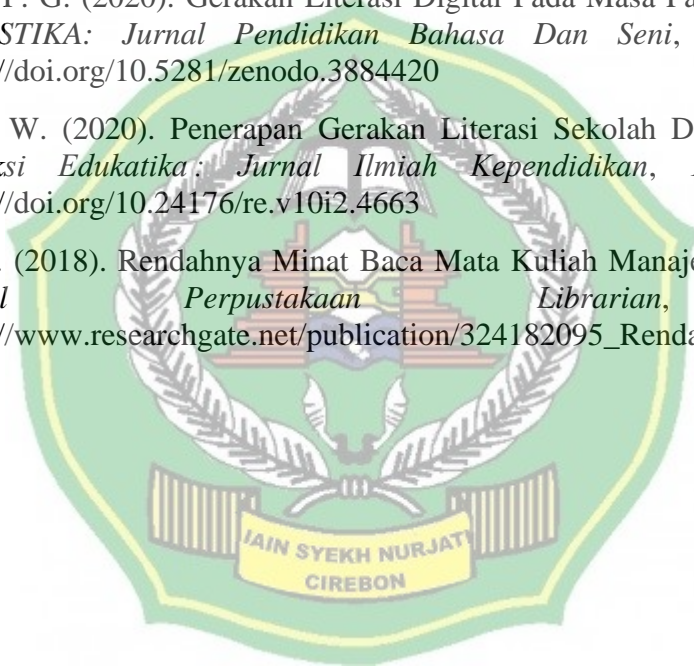 F. G. (2020). Gerakan Literasi Digital Pada Masa Pa
STIKA: Jurnal Pendidikan Bahasa Dan Seni,
//doi.org/10.5281/zenodo.3884420
W. (2020). Penerapan Gerakan Literasi Sekolah D
ksi Edukatika : Jurnal Ilmiah Kependidikan,
//doi.org/10.24176/re.v10i2.4663
. (2018). Rendahnya Minat Baca Mata Kuliah Manaje
l Perpustakaan Librarian,
//www.researchgate.net/publication/324182095_Renda
IAIN SYEKH NURJATI
CIREBON